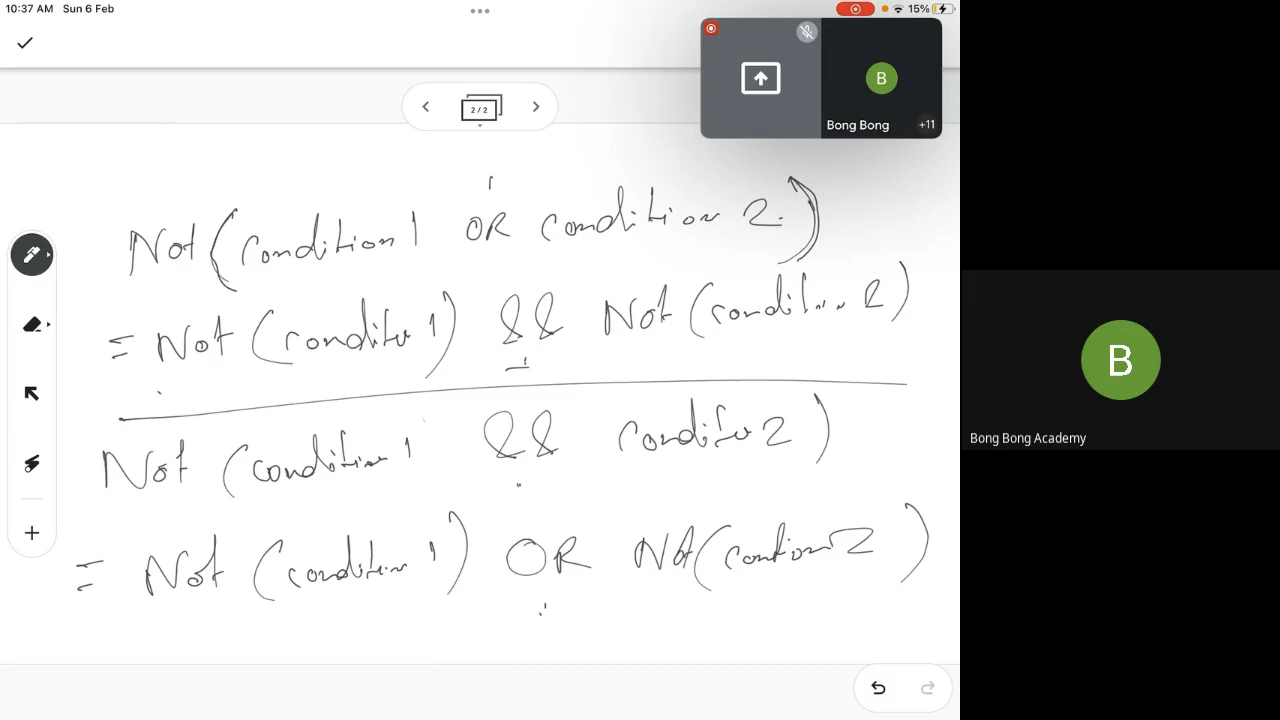 10:37 AM Sun 6 Feb
15%
2 / 2
B
Bong Bong +11
Not (condition 1 OR condition 2)
= Not (condition 1) && Not (condition 2)
Not (condition 1 && condition 2)
= Not (condition 1) OR Not (contion 2)
B
Bong Bong Academy